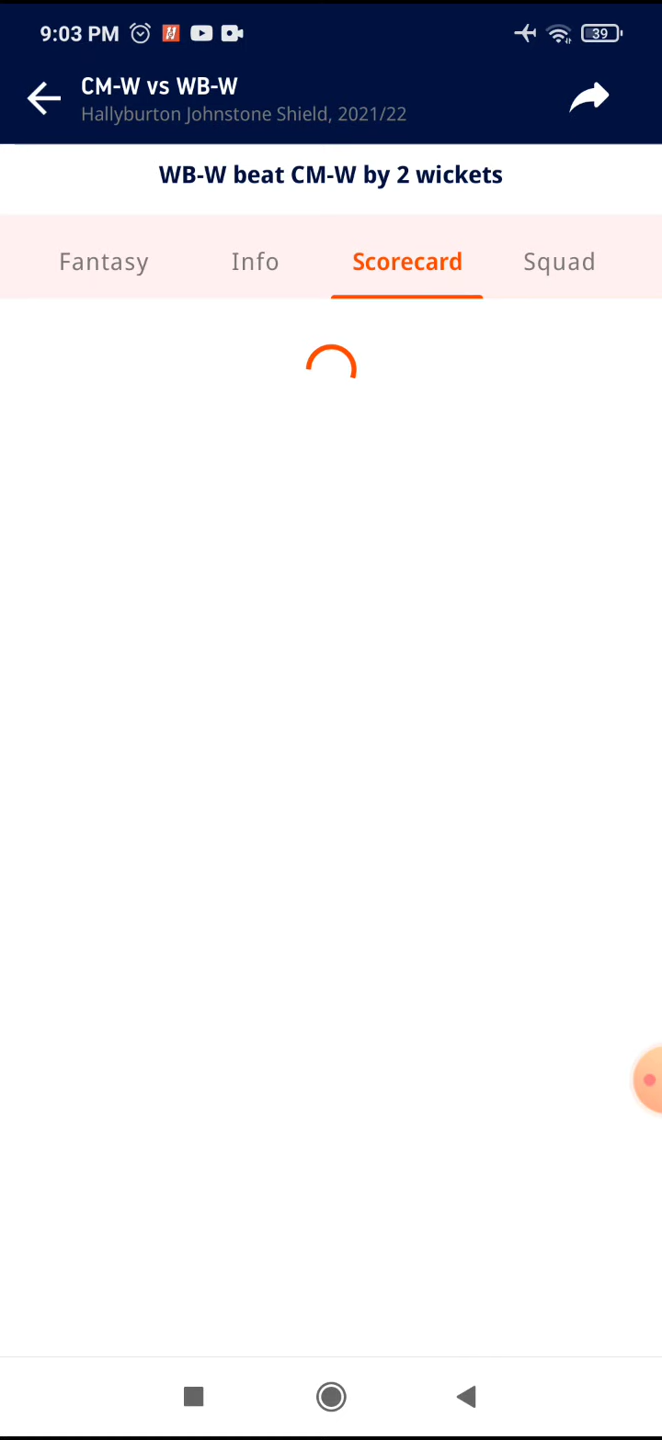 9:03 PM
39
CM-W vs WB-W
Hallyburton Johnstone Shield, 2021/22
WB-W beat CM-W by 2 wickets
Fantasy Info Scorecard Squad